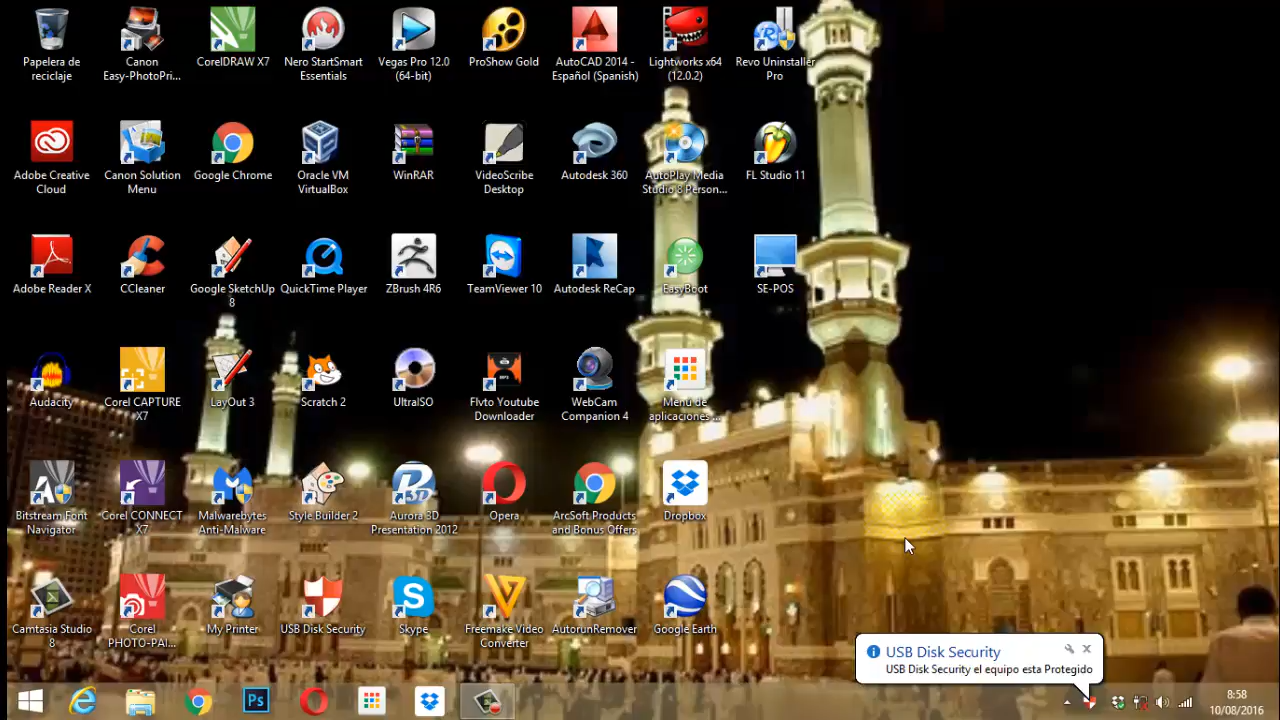 Papelera de
reciclaje
Canon
Easy-PhotoPri...
CorelDRAW X7
Nero StartSmart
Essentials
Vegas Pro 12.0
(64-bit)
ProShow Gold
AutoCAD 2014 -
Español (Spanish)
Lightworks x64
(12.0.2)
Revo Uninstaller
Pro
Adobe Creative
Cloud
Canon Solution
Menu
Google Chrome
Oracle VM
VirtualBox
WinRAR
VideoScribe
Desktop
Autodesk 360
AutoPlay Media
Studio 8 Person...
FL Studio 11
Adobe Reader X
CCleaner
Google SketchUp
8
QuickTime Player
ZBrush 4R6
TeamViewer 10
Autodesk ReCap
EasyBoot
SE-POS
Audacity
Corel CAPTURE
X7
LayOut 3
Scratch 2
UltraISO
Flvto Youtube
Downloader
WebCam
Companion 4
Menú de
aplicaciones ...
Bitstream Font
Navigator
Corel CONNECT
X7
Malwarebytes
Anti-Malware
Style Builder 2
Aurora 3D
Presentation 2012
Opera
ArcSoft Products
and Bonus Offers
Dropbox
Camtasia Studio
8
Corel
PHOTO-PAI...
My Printer
USB Disk Security
Skype
Freemake Video
Converter
AutorunRemover
Google Earth
USB Disk Security
USB Disk Security el equipo esta Protegido
Ps
8:58
10/08/2016